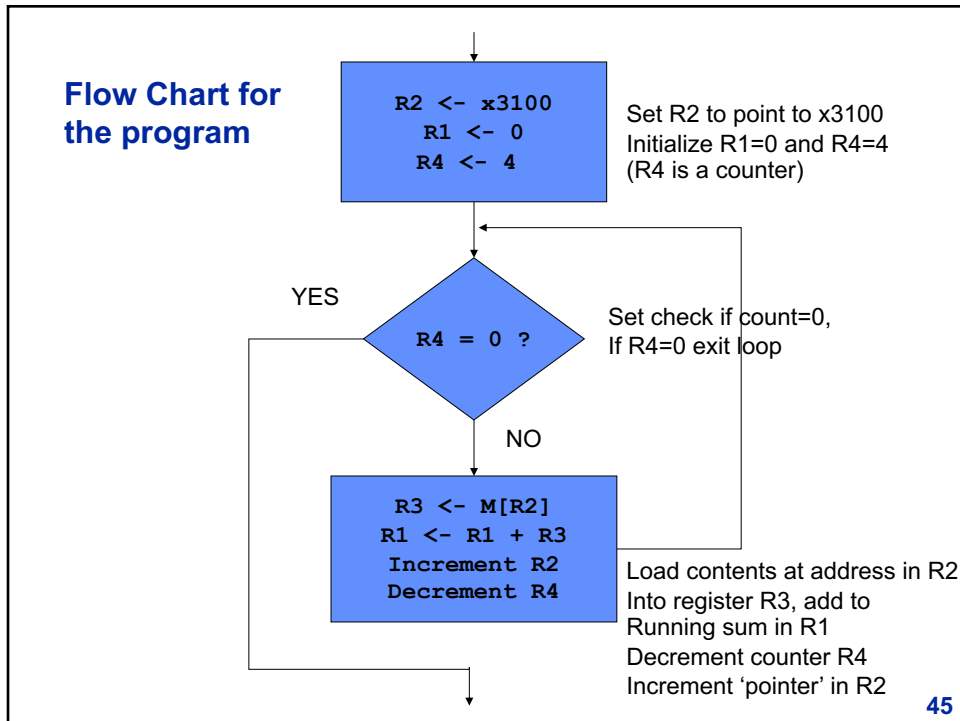 Flow Chart for
the program
R2 <- x3100
R1 <- 0
R4 <- 4
Set R2 to point to x3100
Initialize R1=0 and R4=4
(R4 is a counter)
YES
R4 = 0 ?
Set check if count=0,
If R4=0 exit loop
NO
R3 <- M[R2]
R1 <- R1 + R3
Increment R2
Decrement R4
Load contents at address in R2
Into register R3, add to
Running sum in R1
Decrement counter R4
Increment ‘pointer’ in R2
45